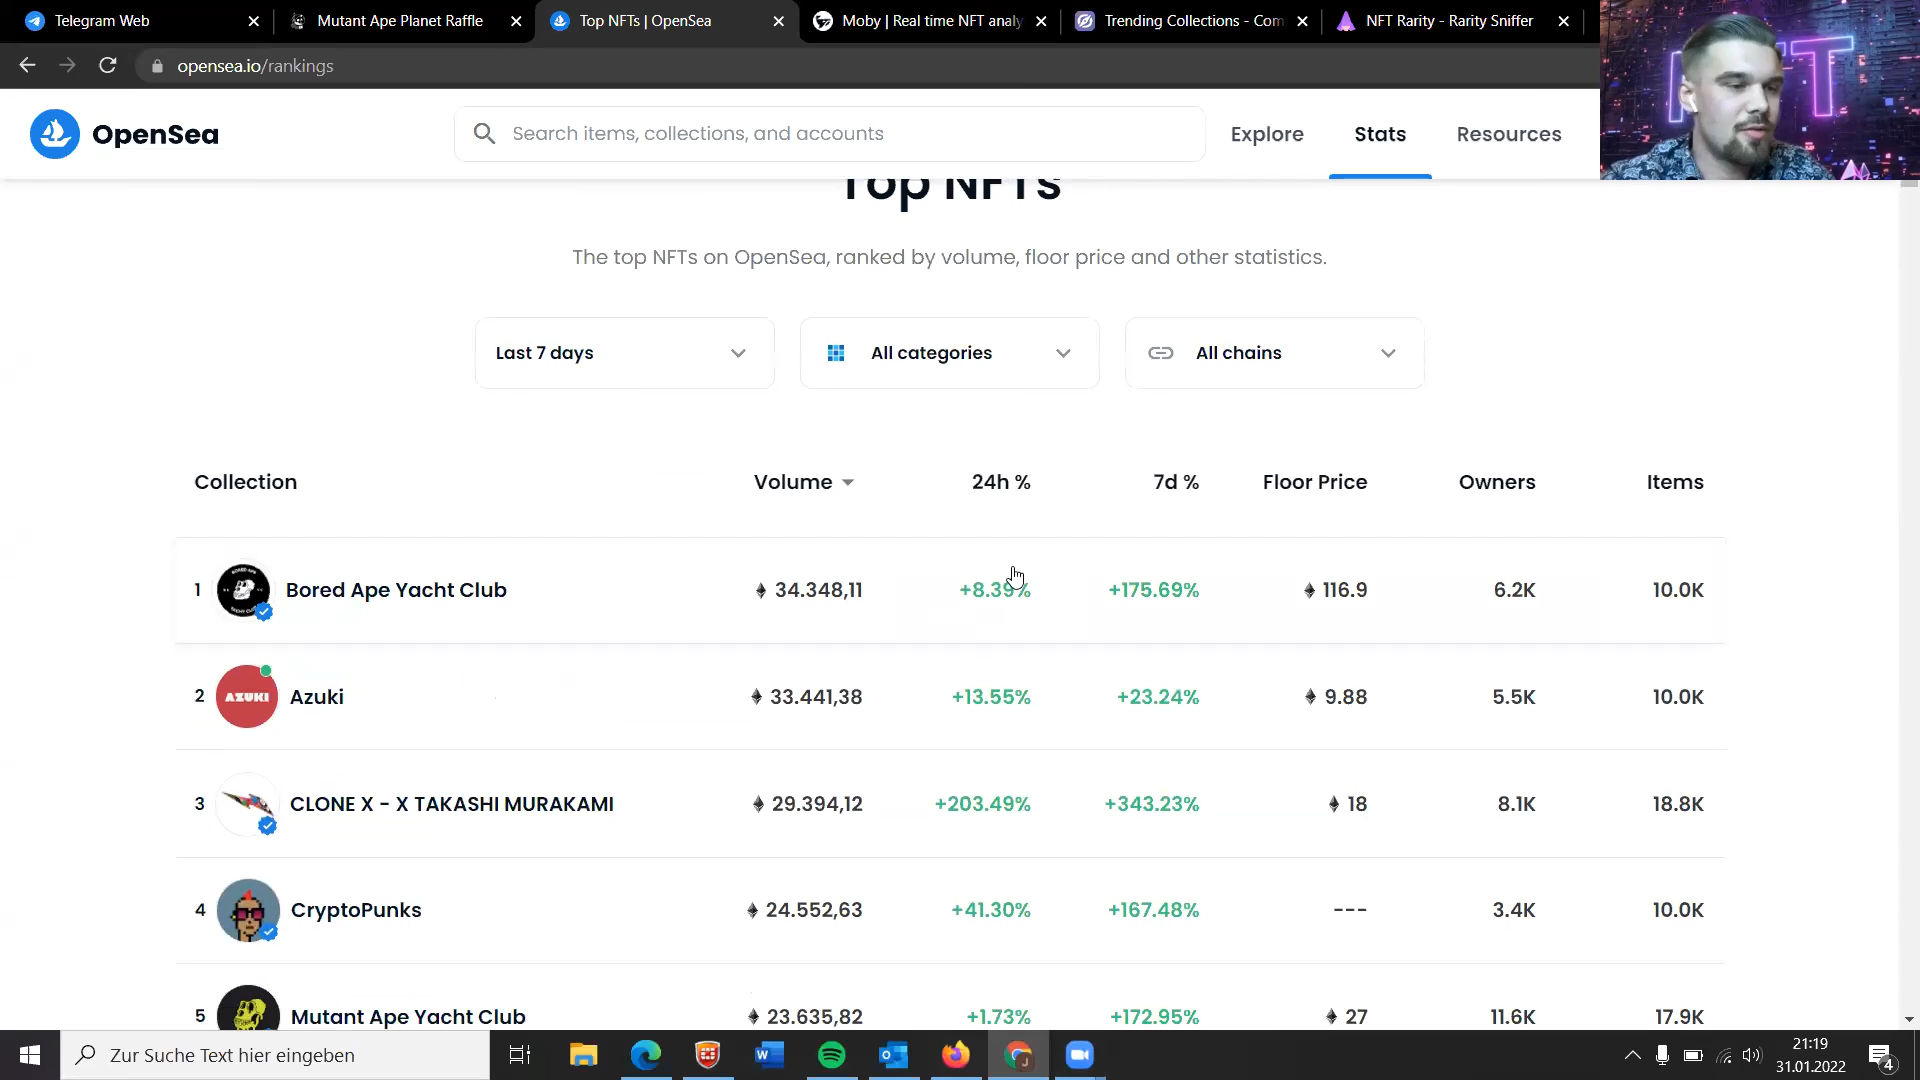 Telegram Web
Mutant Ape Planet Raffle
Top NFTs | OpenSea
Moby | Real time NFT analy
Trending Collections - Com
NFT Rarity - Rarity Sniffer
opensea.io/rankings
OpenSea
Search items, collections, and accounts
Explore
Stats
Resources
Top NFTs
The top NFTs on OpenSea, ranked by volume, floor price and other statistics.
Last 7 days
All categories
All chains
Collection Volume 24h % 7d % Floor Price Owners Items
1 Bored Ape Yacht Club 34.348,11 +8.39% +175.69% 116.9 6.2K 10.0K
2 AZUKI Azuki 33.441,38 +13.55% +23.24% 9.88 5.5K 10.0K
3 CLONE X - X TAKASHI MURAKAMI 29.394,12 +203.49% +343.23% 18 8.1K 18.8K
4 CryptoPunks 24.552,63 +41.30% +167.48% --- 3.4K 10.0K
5 Mutant Ape Yacht Club 23.635,82 +1.73% +172.95% 27 11.6K 17.9K
Zur Suche Text hier eingeben
21:19
31.01.2022
4